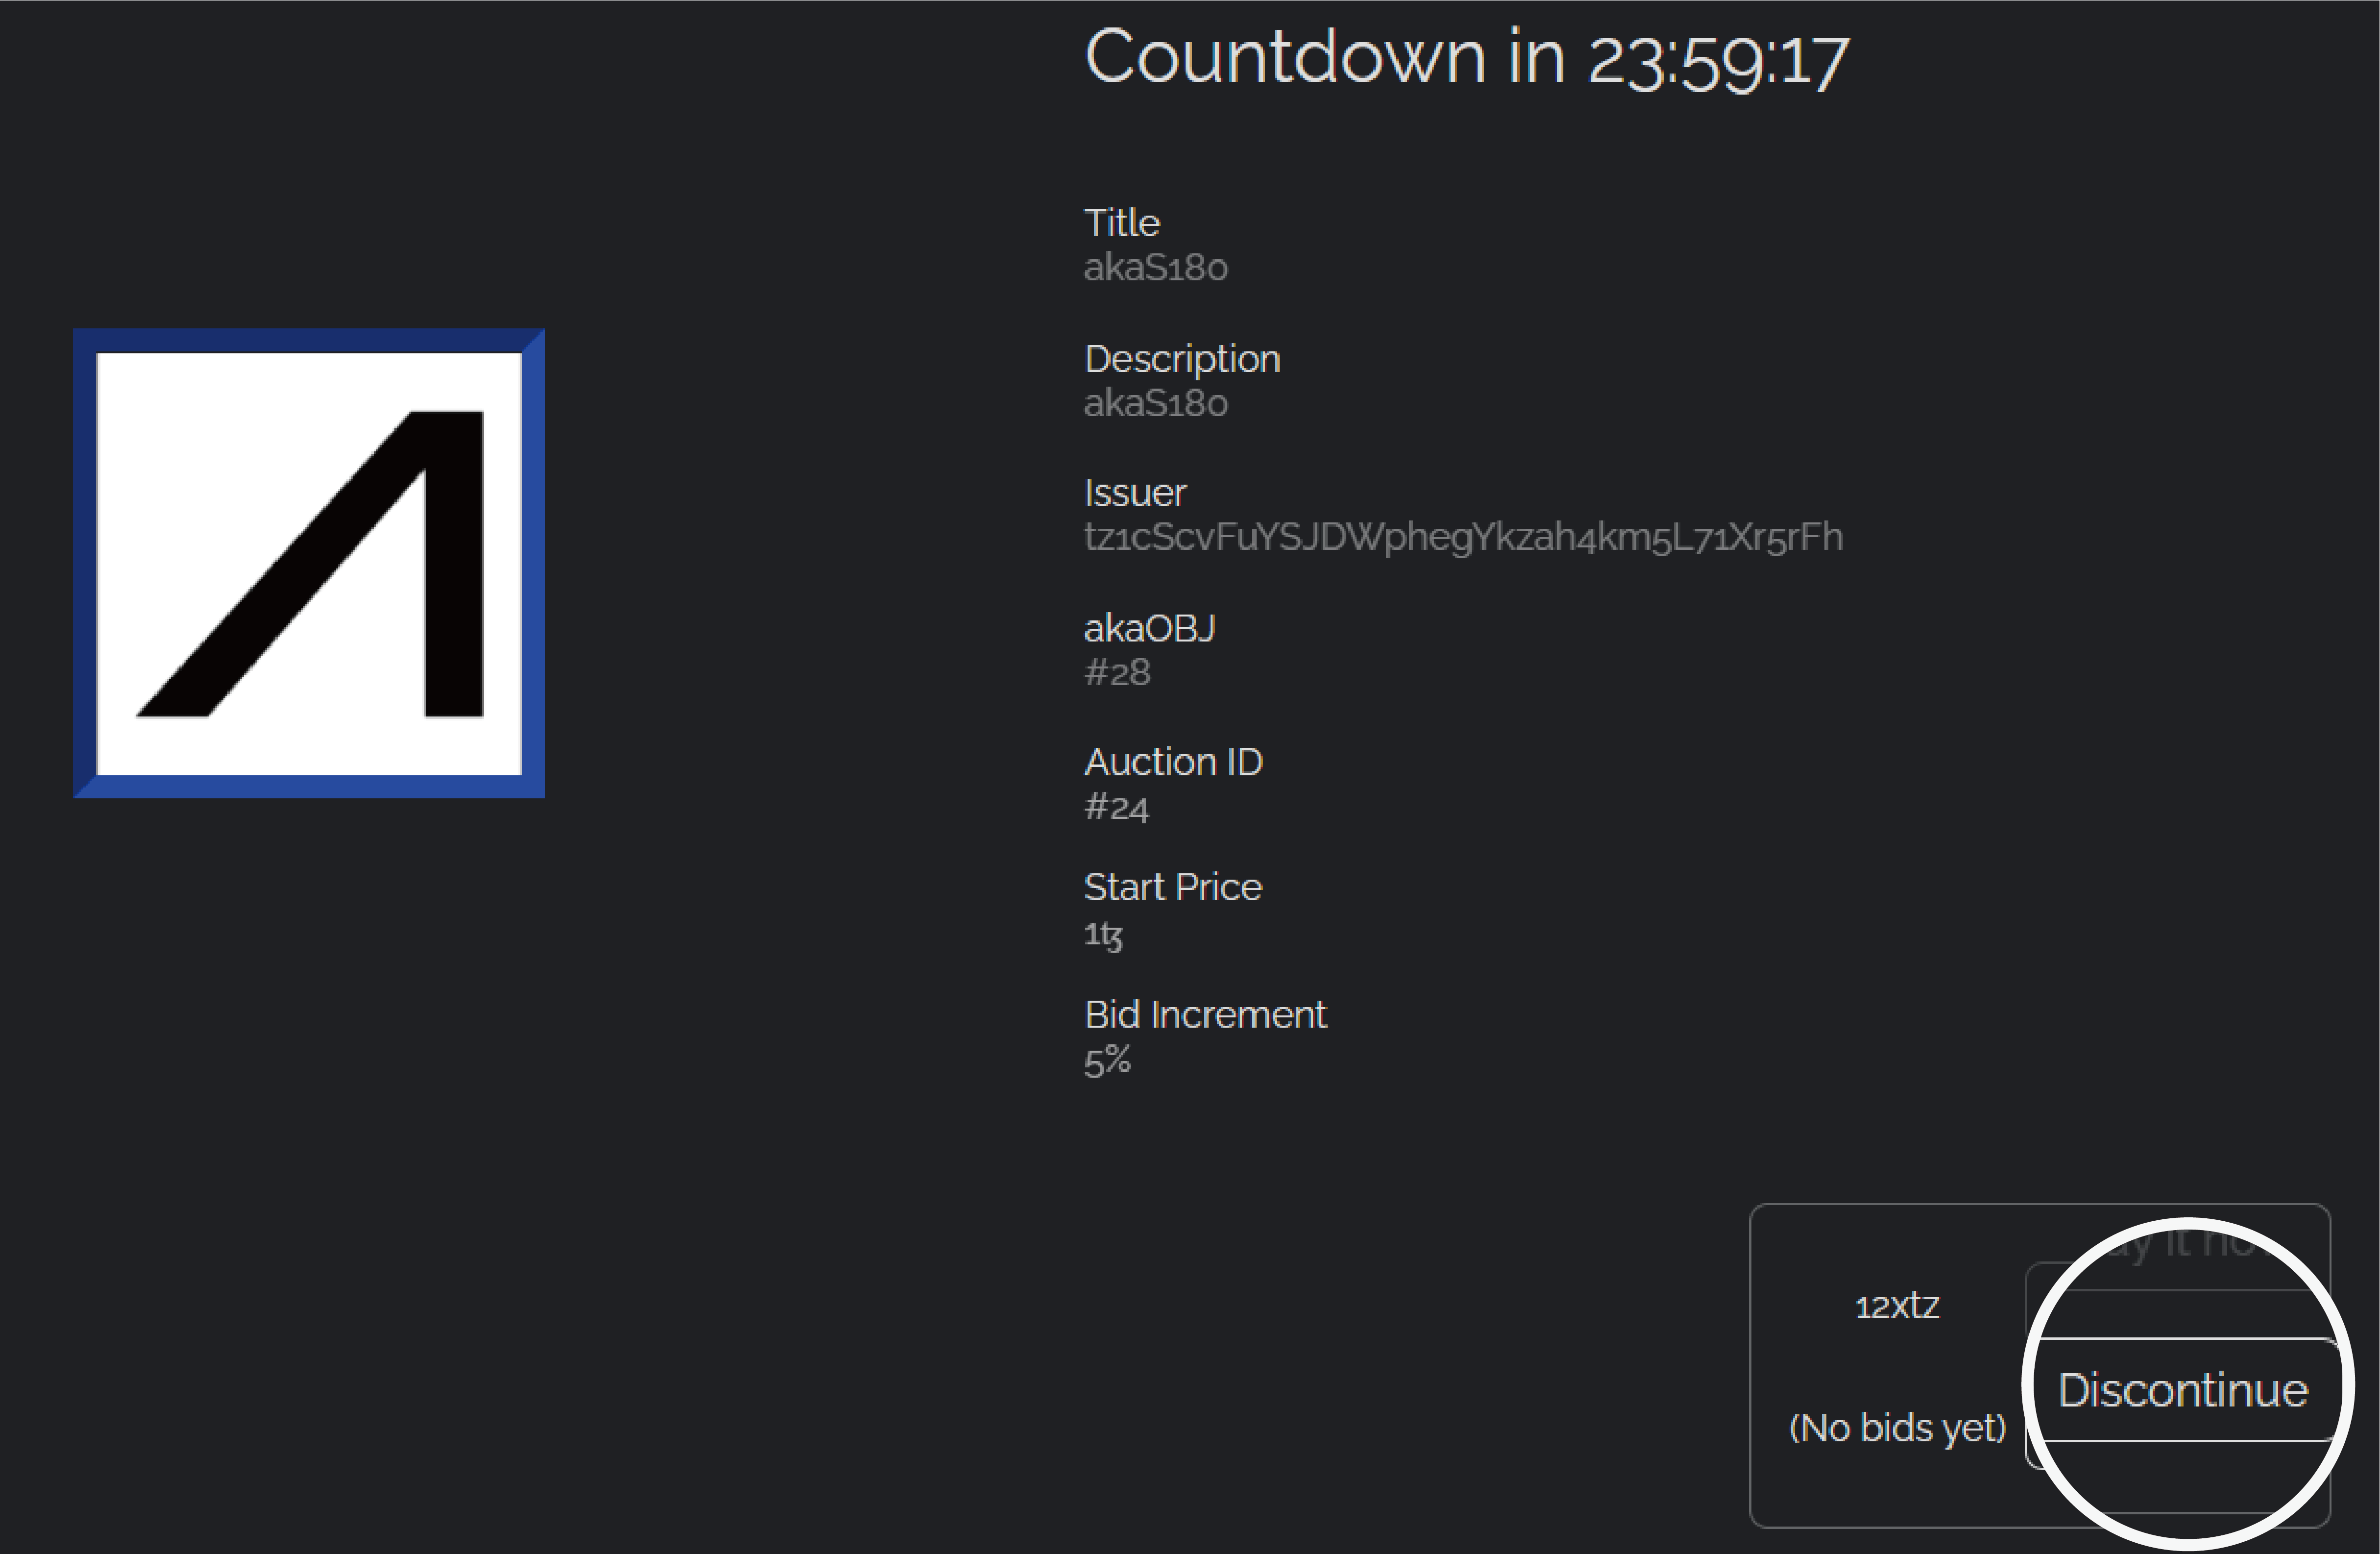 Countdown in 23:59:17
Title
akaS180
Description
akaS180
Issuer
tz1cScvFuYSJDWphegYkzah4km5L71Xr5rFh
akaOBJ
#28
Auction ID
#24
Start Price
1ꜩ
Bid Increment
5%
12xtz
it
Discontinue
(No bids yet)